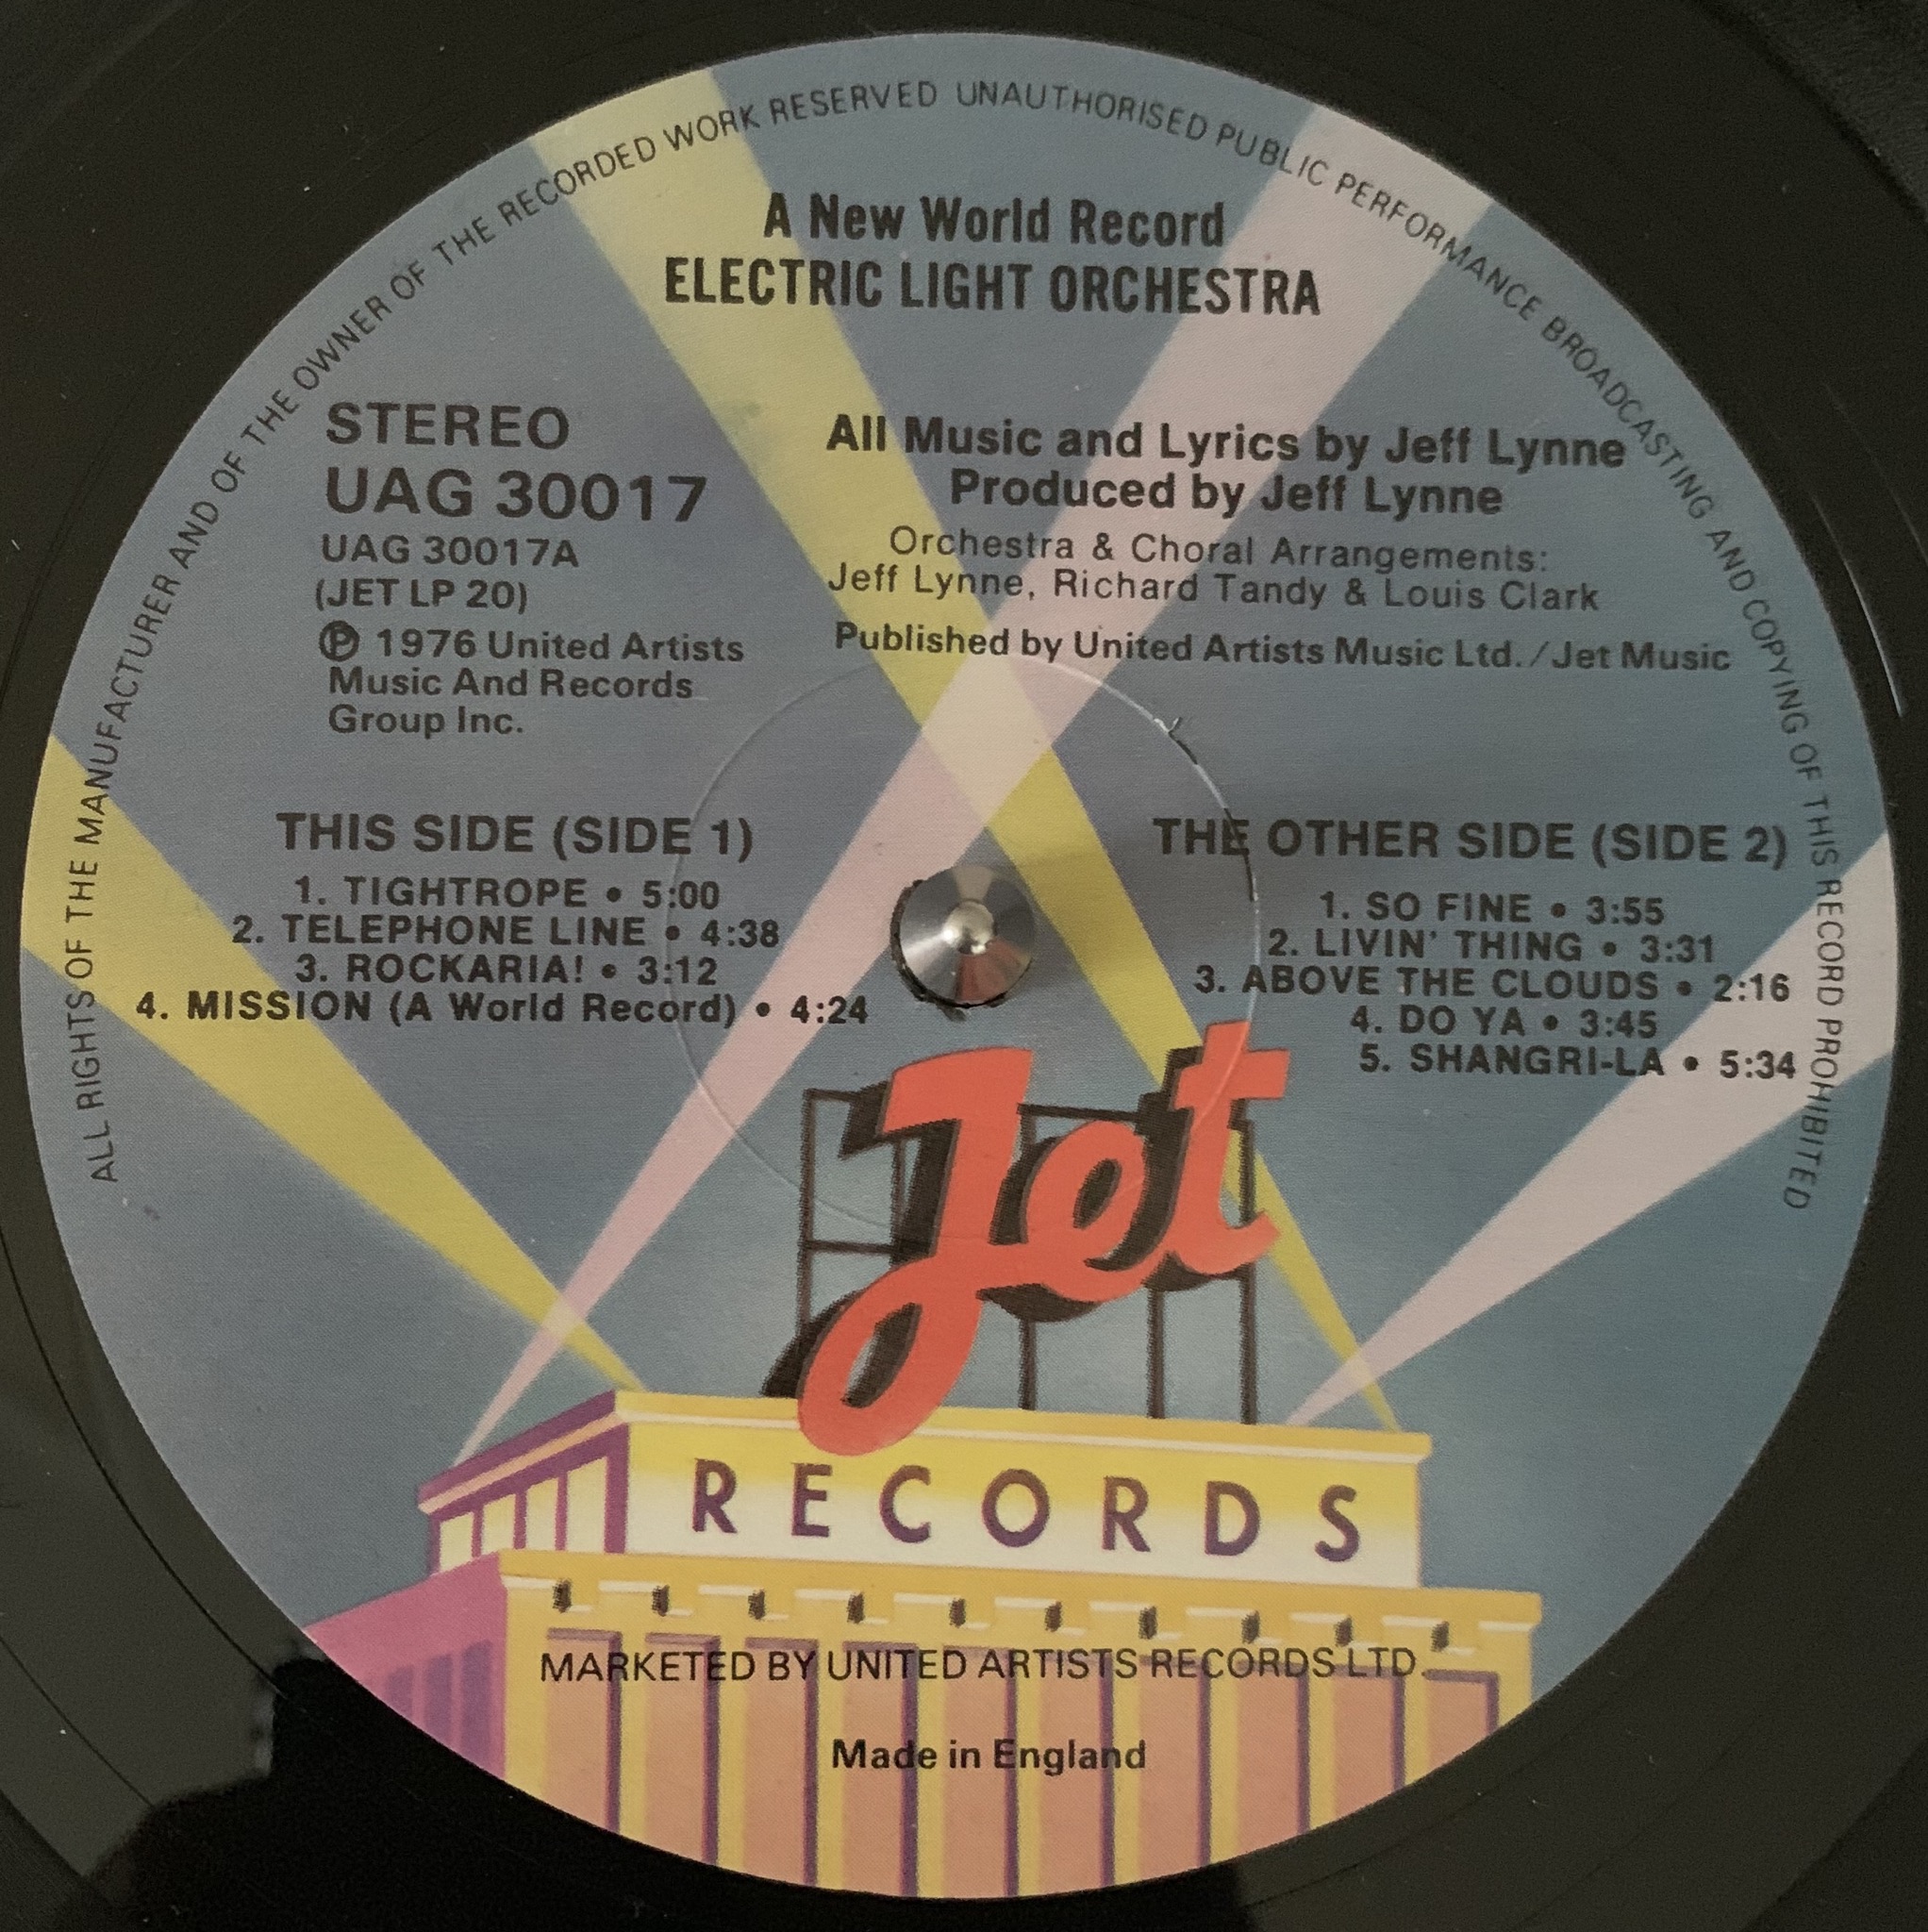 ALL RIGHTS OF THE MANUFACTURER AND OF THE OWNER OF THE RECORDED WORK RESERVED UNAUTHORISED PUBLIC PERFORMANCE BROADCASTING AND COPYING OF THIS RECORD PROHIBITED
A New World Record
ELECTRIC LIGHT ORCHESTRA
STEREO
UAG 30017
UAG 30017A
(JET LP 20)
℗ 1976 United Artists
Music And Records
Group Inc.
All Music and Lyrics by Jeff Lynne
Produced by Jeff Lynne
Orchestra & Choral Arrangements:
Jeff Lynne, Richard Tandy & Louis Clark
Published by United Artists Music Ltd./Jet Music
THIS SIDE (SIDE 1)
1. TIGHTROPE • 5:00
2. TELEPHONE LINE • 4:38
3. ROCKARIA! • 3:12
4. MISSION (A World Record) • 4:24
THE OTHER SIDE (SIDE 2)
1. SO FINE • 3:55
2. LIVIN' THING • 3:31
3. ABOVE THE CLOUDS • 2:16
4. DO YA • 3:45
5. SHANGRI-LA • 5:34
Jet
RECORDS
MARKETED BY UNITED ARTISTS RECORDS LTD.
Made in England